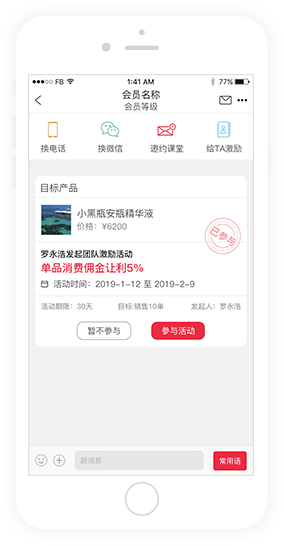 ●●●○○ FB 1:41 AM 77%
会员名称
会员等级
换电话 换微信 邀约课堂 给TA激励
目标产品
小黑瓶安瓶精华液
价格：¥6200
已参与
罗永浩发起团队激励活动
单品消费佣金让利5%
活动时间：2019-1-12 至 2019-2-9
活动期限：30天 目标:销售10单 发起人：罗永浩
暂不参与 参与活动
新消息 常用语